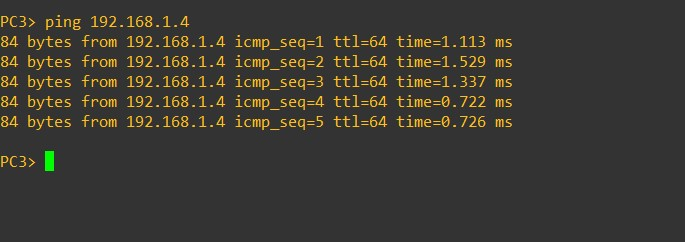 PC3> ping 192.168.1.4
84 bytes from 192.168.1.4 icmp_seq=1 ttl=64 time=1.113 ms
84 bytes from 192.168.1.4 icmp_seq=2 ttl=64 time=1.529 ms
84 bytes from 192.168.1.4 icmp_seq=3 ttl=64 time=1.337 ms
84 bytes from 192.168.1.4 icmp_seq=4 ttl=64 time=0.722 ms
84 bytes from 192.168.1.4 icmp_seq=5 ttl=64 time=0.726 ms
PC3>